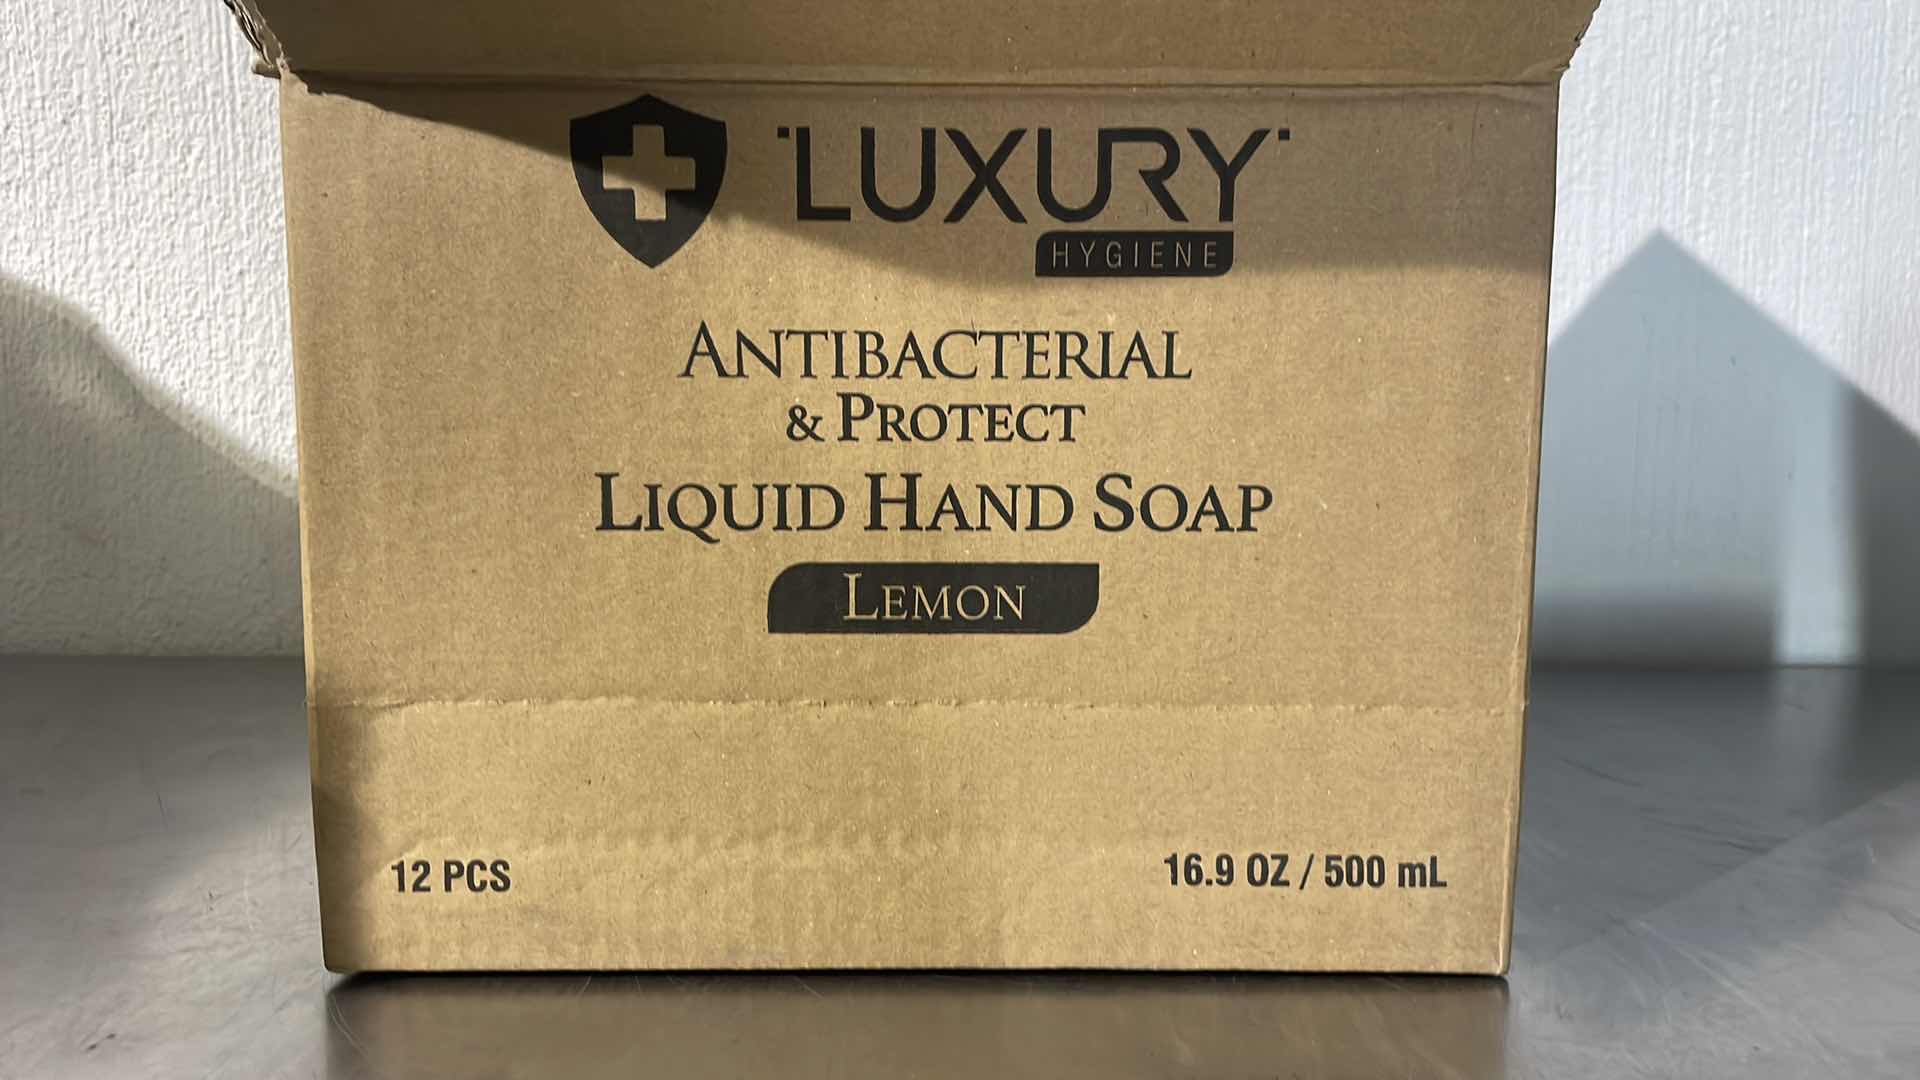 LUXURY
HYGIENE
ANTIBACTERIAL
& PROTECT
LIQUID HAND SOAP
LEMON
12 PCS
16.9 OZ / 500 mL